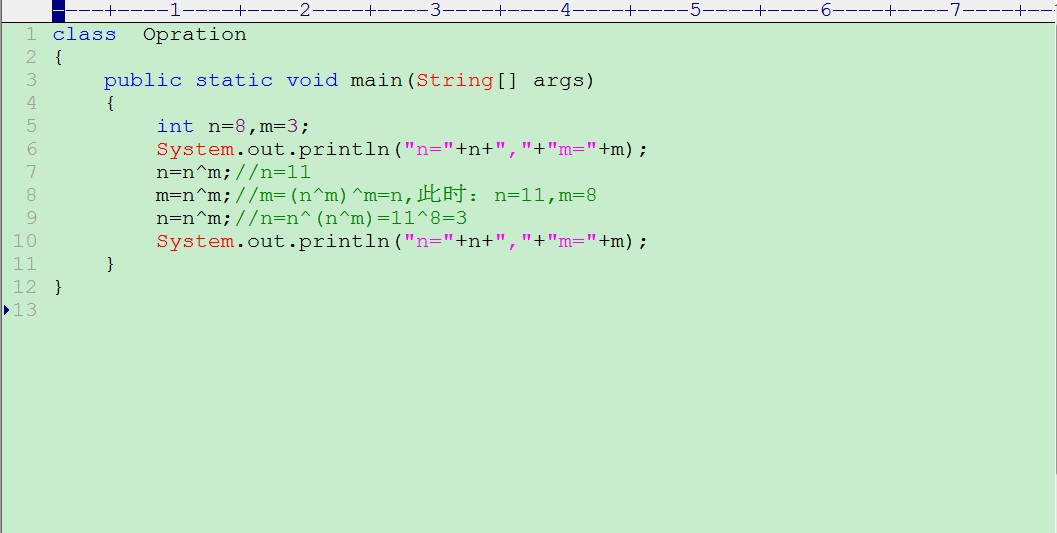 ----+----1----+----2----+----3----+----4----+----5----+----6----+----7----+--
1 class  Opration
2 {
3     public static void main(String[] args)
4     {
5         int n=8,m=3;
6         System.out.println("n="+n+","+"m="+m);
7         n=n^m;//n=11
8         m=n^m;//m=(n^m)^m=n,此时：n=11,m=8
9         n=n^m;//n=n^(n^m)=11^8=3
10         System.out.println("n="+n+","+"m="+m);
11     }
12 }
13